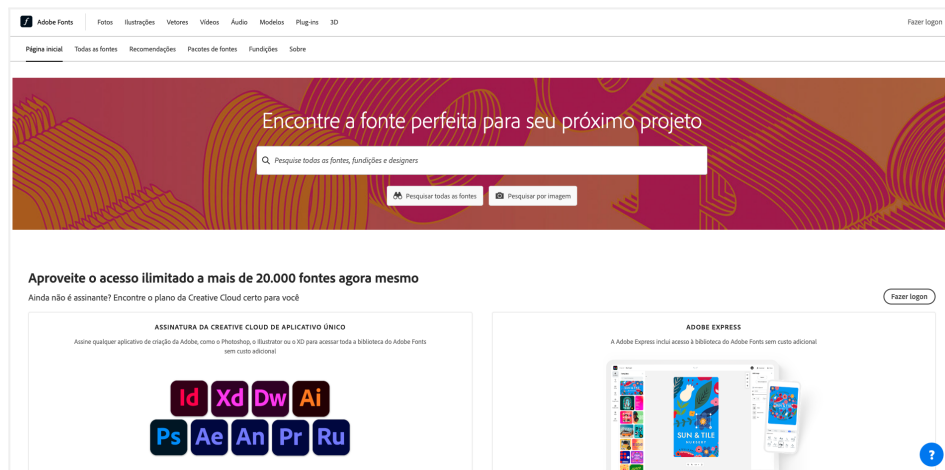 Adobe Fonts Fotos Ilustrações Vetores Vídeos Áudio Modelos Plug-ins 3D Fazer logon
Página inicial Todas as fontes Recomendações Pacotes de fontes Fundições Sobre
Encontre a fonte perfeita para seu próximo projeto
Pesquise todas as fontes, fundições e designers
Pesquisar todas as fontes Pesquisar por imagem
Aproveite o acesso ilimitado a mais de 20.000 fontes agora mesmo
Ainda não é assinante? Encontre o plano da Creative Cloud certo para você
Fazer logon
ASSINATURA DA CREATIVE CLOUD DE APLICATIVO ÚNICO
Assine qualquer aplicativo de criação da Adobe, como o Photoshop, o Illustrator ou o XD para acessar toda a biblioteca do Adobe Fonts
sem custo adicional
Id Xd Dw Ai
Ps Ae An Pr Ru
ADOBE EXPRESS
A Adobe Express inclui acesso à biblioteca do Adobe Fonts sem custo adicional
SUN & TILE
NURSERY
?